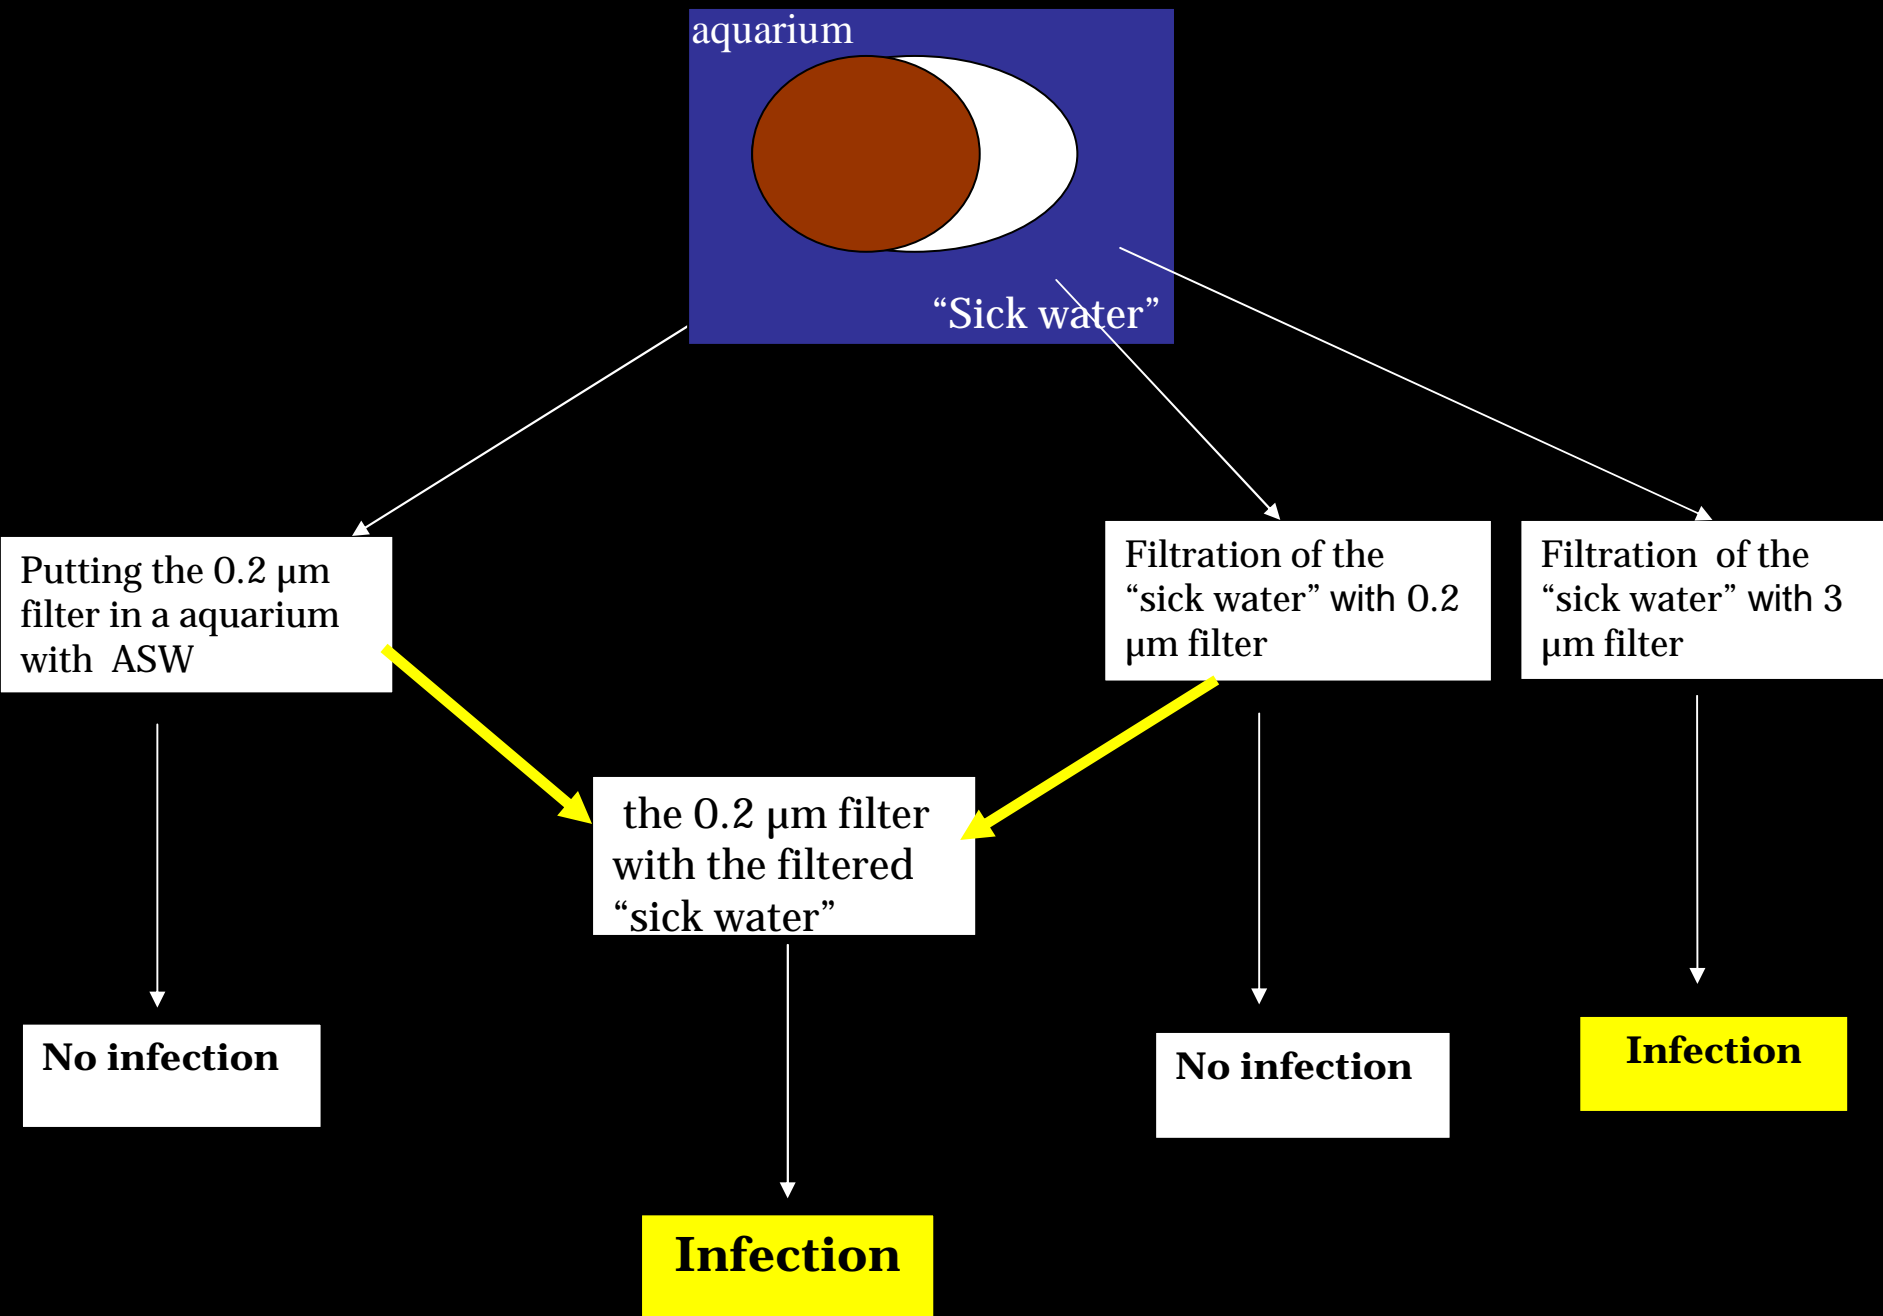 aquarium
“Sick water”
Putting the 0.2 µm
filter in a aquarium
with ASW
Filtration of the
“sick water” with 0.2
µm filter
Filtration of the
“sick water” with 3
µm filter
the 0.2 µm filter
with the filtered
“sick water”
No infection
No infection
Infection
Infection